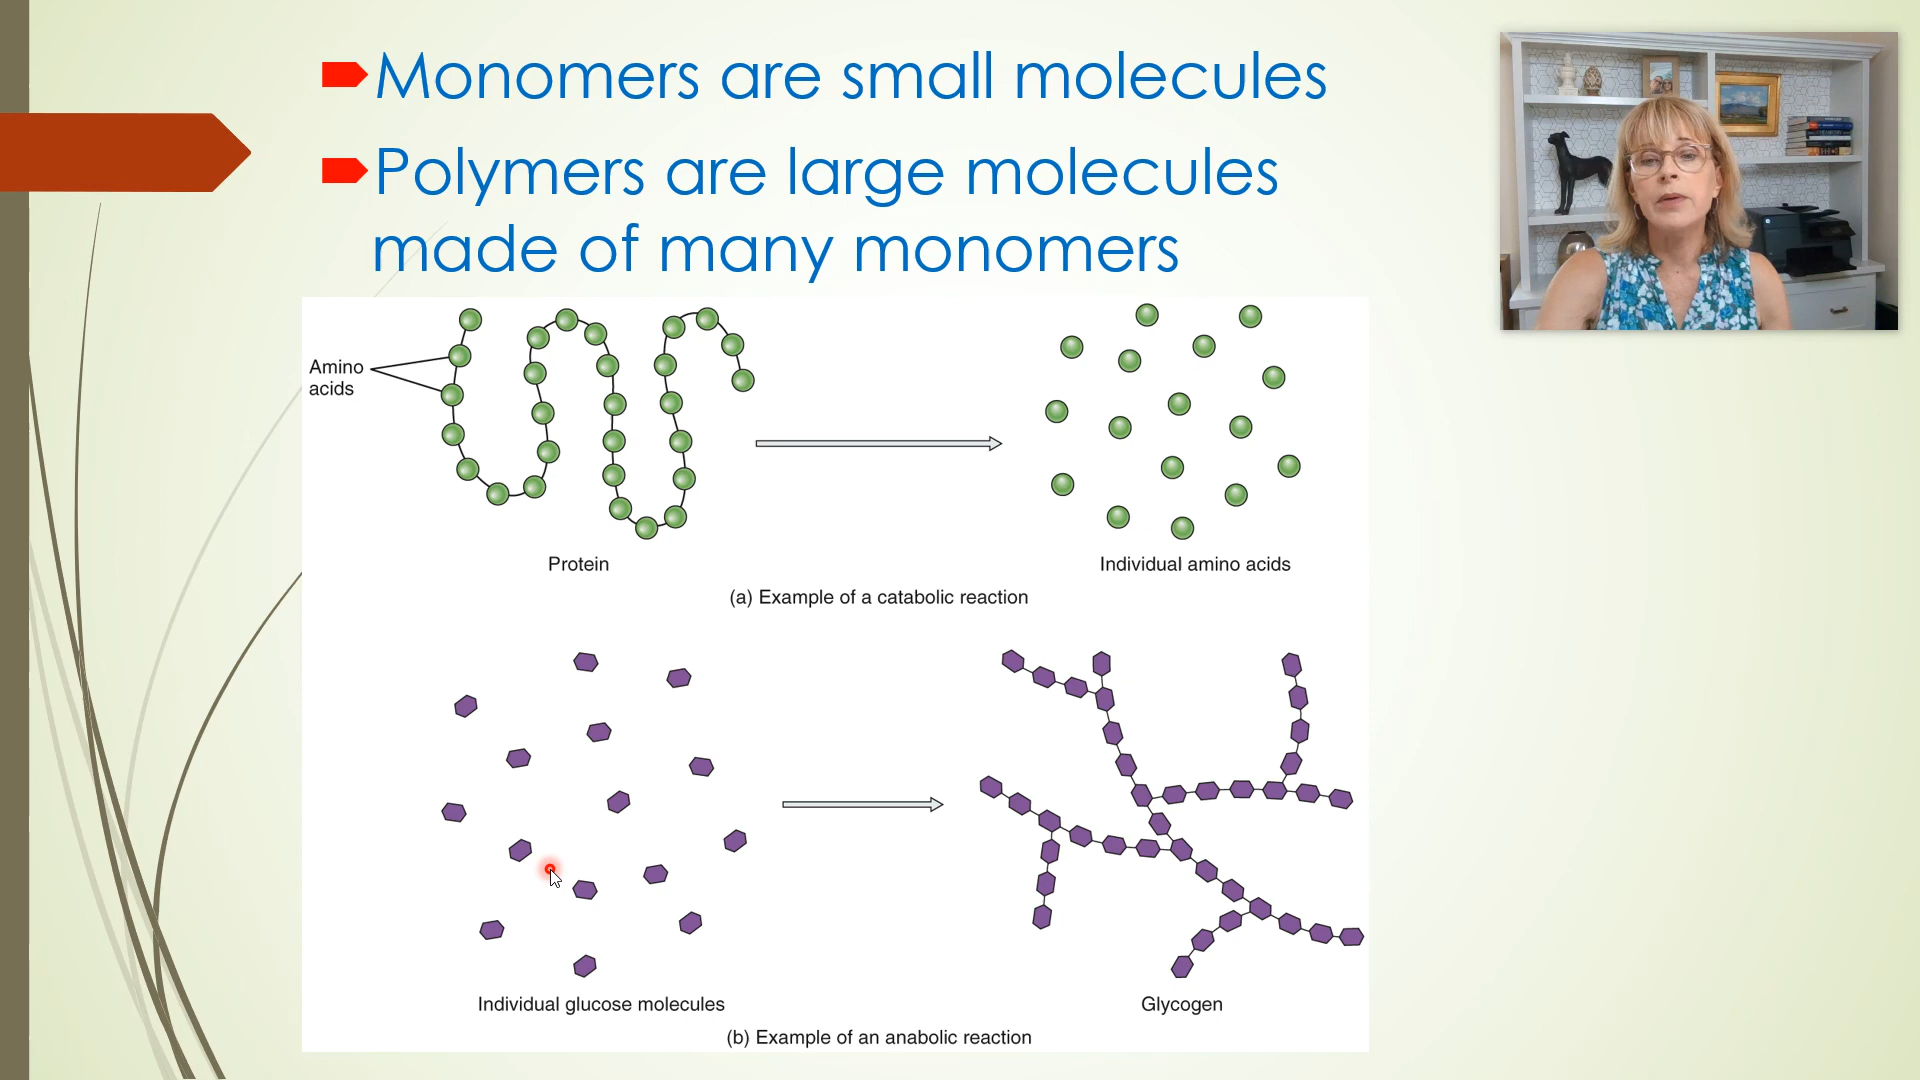 Monomers are small molecules
Polymers are large molecules
made of many monomers
Amino
acids
Protein
Individual amino acids
(a) Example of a catabolic reaction
Individual glucose molecules
Glycogen
(b) Example of an anabolic reaction